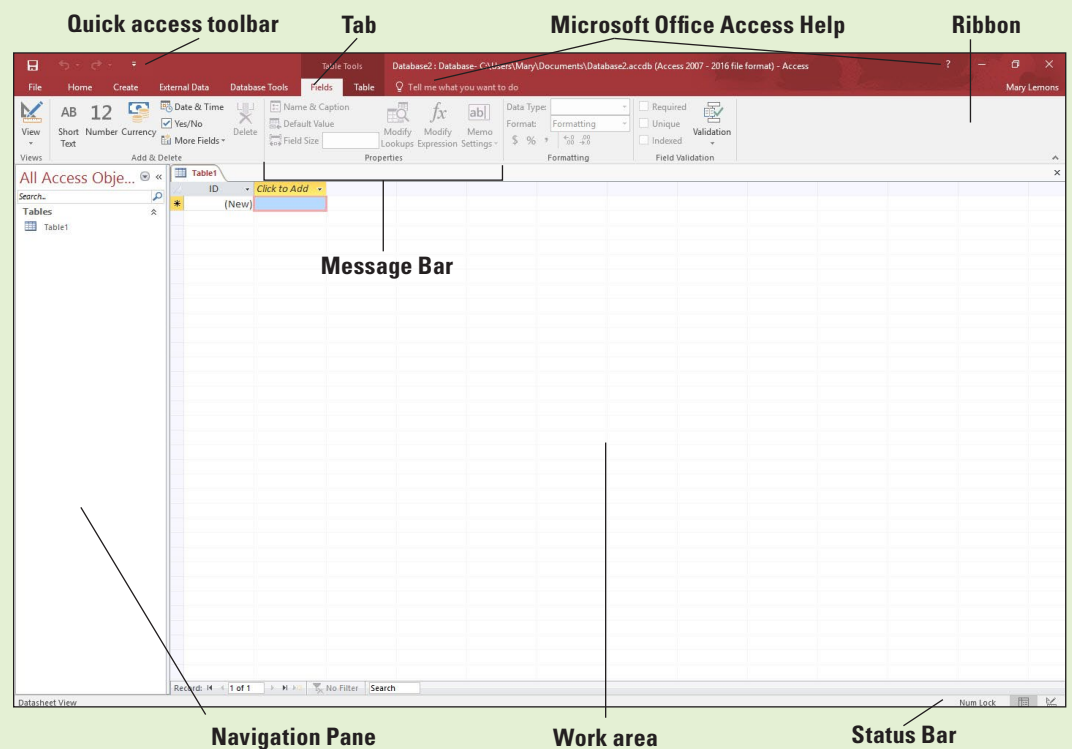 Quick access toolbar Tab Microsoft Office Access Help Ribbon
Table Tools Database2 : Database- C:\Users\Mary\Documents\Database2.accdb (Access 2007 - 2016 file format) - Access ?
File Home Create External Data Database Tools Fields Table Tell me what you want to do Mary Lemons
View AB Short Text 12 Number Currency Date & Time Delete Name & Caption Modify Lookups fx Modify Expression ab Memo Settings Data Type: Required Validation
Yes/No Default Value Format: Formatting Unique
More Fields Field Size $ % , Indexed
Views Add & Delete Properties Formatting Field Validation
All Access Obje... « Table1 ×
Search.. ID Click to Add
Tables * (New)
Table1
Message Bar
Record: 1 of 1 No Filter Search
Datasheet View Num Lock
Navigation Pane Work area Status Bar